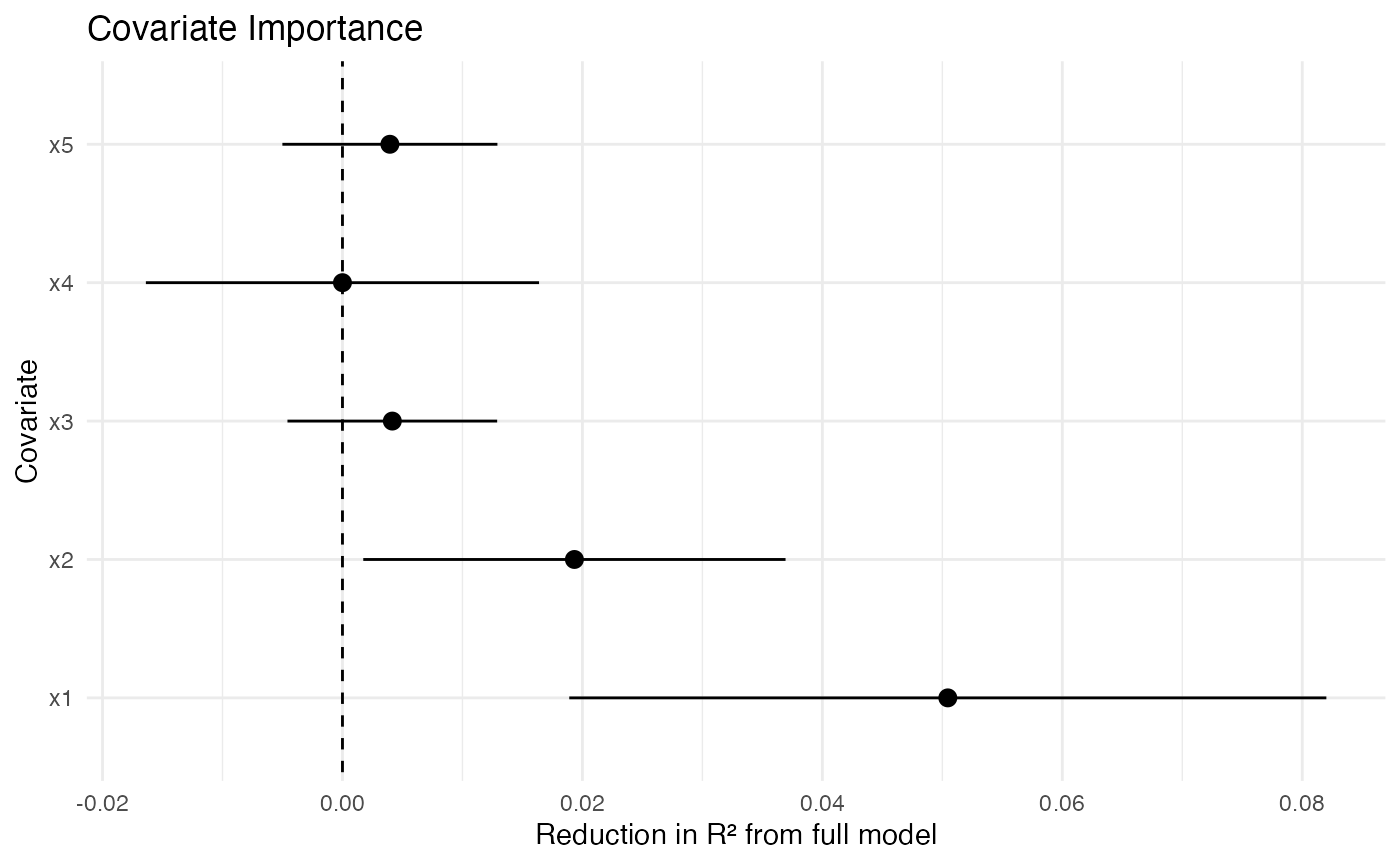 Covariate Importance
x5
x4
x3
x2
x1
Covariate
-0.02 0.00 0.02 0.04 0.06 0.08
Reduction in R² from full model